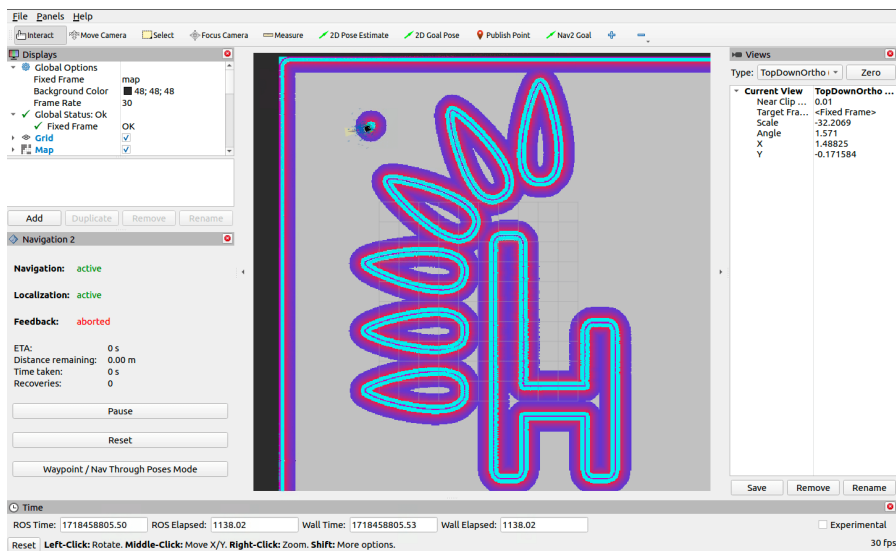 File Panels Help
Interact Move Camera Select Focus Camera Measure 2D Pose Estimate 2D Goal Pose Publish Point Nav2 Goal
Displays
Global Options
Fixed Frame map
Background Color 48; 48; 48
Frame Rate 30
Global Status: Ok
Fixed Frame OK
Grid
Map
Add Duplicate Remove Rename
Navigation 2
Navigation: active
Localization: active
Feedback: aborted
ETA: 0 s
Distance remaining: 0.00 m
Time taken: 0 s
Recoveries: 0
Pause
Reset
Waypoint / Nav Through Poses Mode
Views
Type: TopDownOrtho Zero
Current View TopDownOrtho ...
Near Clip ... 0.01
Target Fra... <Fixed Frame>
Scale -32.2069
Angle 1.571
X 1.48825
Y -0.171584
Save Remove Rename
Time
ROS Time: 1718458805.50 ROS Elapsed: 1138.02 Wall Time: 1718458805.53 Wall Elapsed: 1138.02 Experimental
Reset Left-Click: Rotate. Middle-Click: Move X/Y. Right-Click: Zoom. Shift: More options. 30 fps